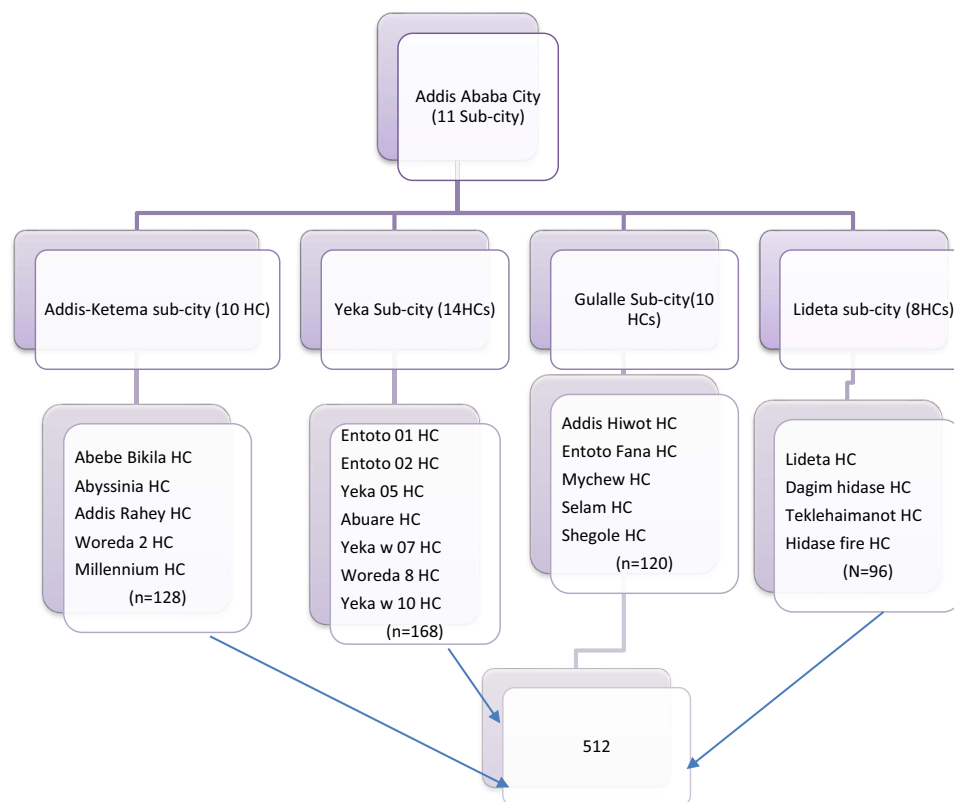 Addis Ababa City
(11 Sub-city)
Addis-Ketema sub-city (10 HC)
Yeka Sub-city (14HCs)
Gulalle Sub-city(10
HCs)
Lideta sub-city (8HCs)
Abebe Bikila HC
Abyssinia HC
Addis Rahey HC
Woreda 2 HC
Millennium HC
(n=128)
Entoto 01 HC
Entoto 02 HC
Yeka 05 HC
Abuare HC
Yeka w 07 HC
Woreda 8 HC
Yeka w 10 HC
(n=168)
Addis Hiwot HC
Entoto Fana HC
Mychew HC
Selam HC
Shegole HC
(n=120)
Lideta HC
Dagim hidase HC
Teklehaimanot HC
Hidase fire HC
(N=96)
512